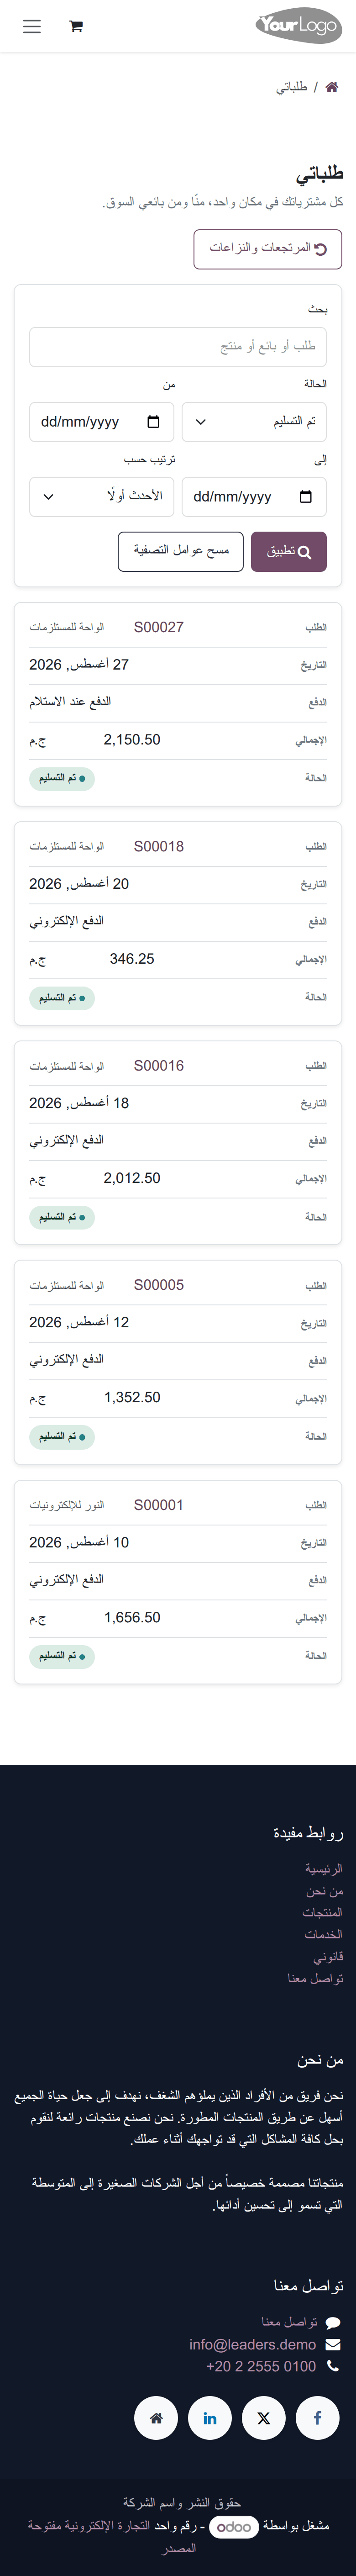 YourLogo
/ طلباتي
طلباتي
كل مشترياتك في مكان واحد، منّا ومن بائعي السوق.
المرتجعات والنزاعات
بحث
طلب أو بائع أو منتج
الحالة
من
تم التسليم
dd/mm/yyyy
إلى
ترتيب حسب
dd/mm/yyyy
الأحدث أولًا
تطبيق
مسح عوامل التصفية
الطلب S00027 الواحة للمستلزمات
التاريخ 27 أغسطس, 2026
الدفع الدفع عند الاستلام
الإجمالي 2,150.50 ج.م
الحالة تم التسليم
الطلب S00018 الواحة للمستلزمات
التاريخ 20 أغسطس, 2026
الدفع الدفع الإلكتروني
الإجمالي 346.25 ج.م
الحالة تم التسليم
الطلب S00016 الواحة للمستلزمات
التاريخ 18 أغسطس, 2026
الدفع الدفع الإلكتروني
الإجمالي 2,012.50 ج.م
الحالة تم التسليم
الطلب S00005 الواحة للمستلزمات
التاريخ 12 أغسطس, 2026
الدفع الدفع الإلكتروني
الإجمالي 1,352.50 ج.م
الحالة تم التسليم
الطلب S00001 النور للإلكترونيات
التاريخ 10 أغسطس, 2026
الدفع الدفع الإلكتروني
الإجمالي 1,656.50 ج.م
الحالة تم التسليم
روابط مفيدة
الرئيسية
من نحن
المنتجات
الخدمات
قانوني
تواصل معنا
من نحن
نحن فريق من الأفراد الذين يملؤهم الشغف، نهدف إلى جعل حياة الجميع
أسهل عن طريق المنتجات المطورة. نحن نصنع منتجات رائعة لنقوم
بحل كافة المشاكل التي قد تواجهك أثناء عملك.
منتجاتنا مصممة خصيصاً من أجل الشركات الصغيرة إلى المتوسطة
التي تسمو إلى تحسين أدائها.
تواصل معنا
تواصل معنا
info@leaders.demo
+20 2 2555 0100
حقوق النشر واسم الشركة
مشغل بواسطة odoo - رقم واحد التجارة الإلكترونية مفتوحة
المصدر